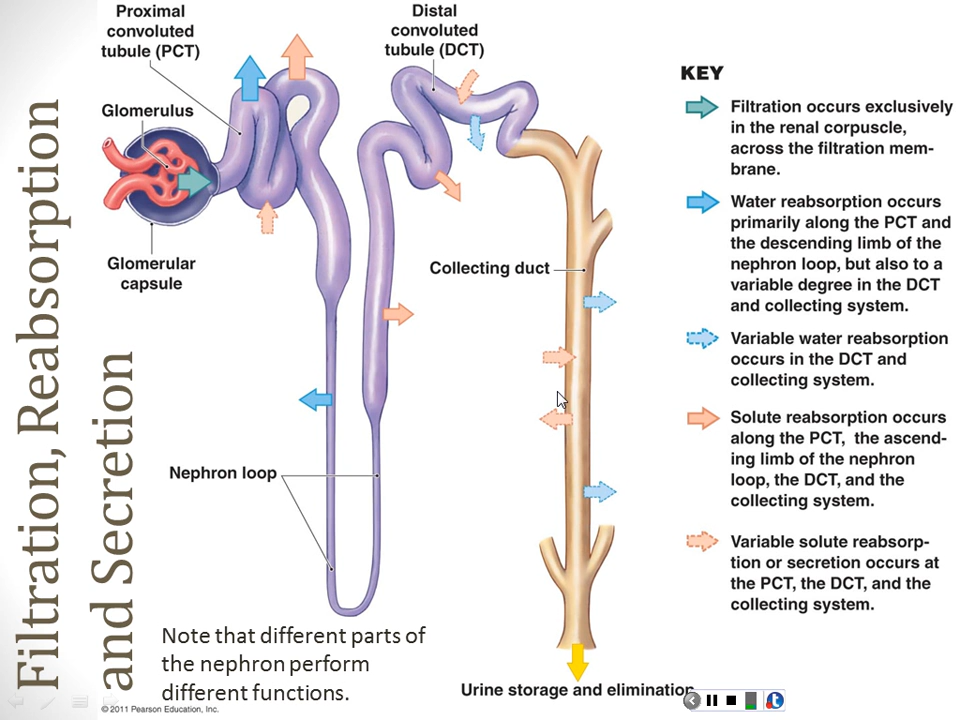 Filtration, Reabsorption
and Secretion
Proximal
convoluted
tubule (PCT)
Glomerulus
Glomerular
capsule
Distal
convoluted
tubule (DCT)
Collecting duct
Nephron loop
Note that different parts of
the nephron perform
different functions.
Urine storage and elimination
© 2011 Pearson Education, Inc.
KEY
Filtration occurs exclusively
in the renal corpuscle,
across the filtration mem-
brane.
Water reabsorption occurs
primarily along the PCT and
the descending limb of the
nephron loop, but also to a
variable degree in the DCT
and collecting system.
Variable water reabsorption
occurs in the DCT and
collecting system.
Solute reabsorption occurs
along the PCT, the ascend-
ing limb of the nephron
loop, the DCT, and the
collecting system.
Variable solute reabsorp-
tion or secretion occurs at
the PCT, the DCT, and the
collecting system.
t